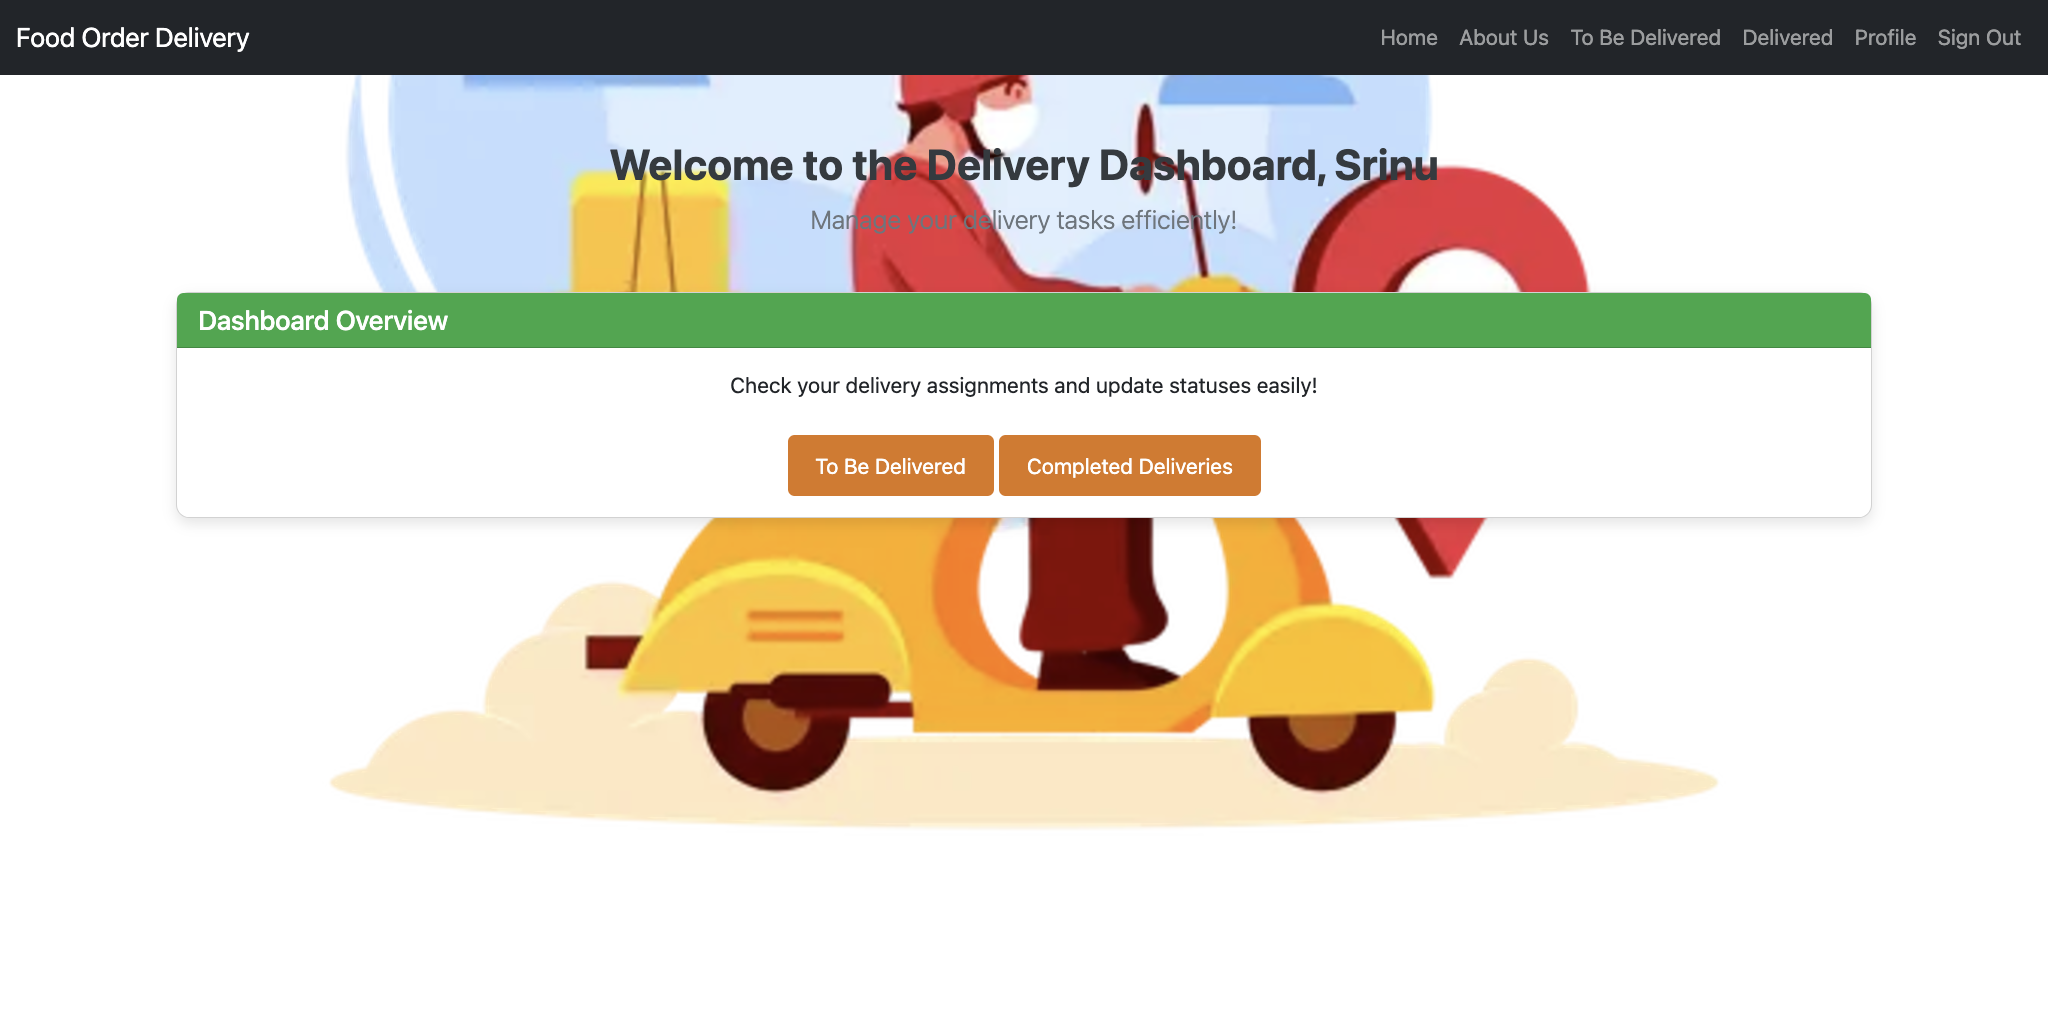 Food Order Delivery
Home About Us To Be Delivered Delivered Profile Sign Out
Welcome to the Delivery Dashboard, Srinu
Manage your delivery tasks efficiently!
Dashboard Overview
Check your delivery assignments and update statuses easily!
To Be Delivered Completed Deliveries